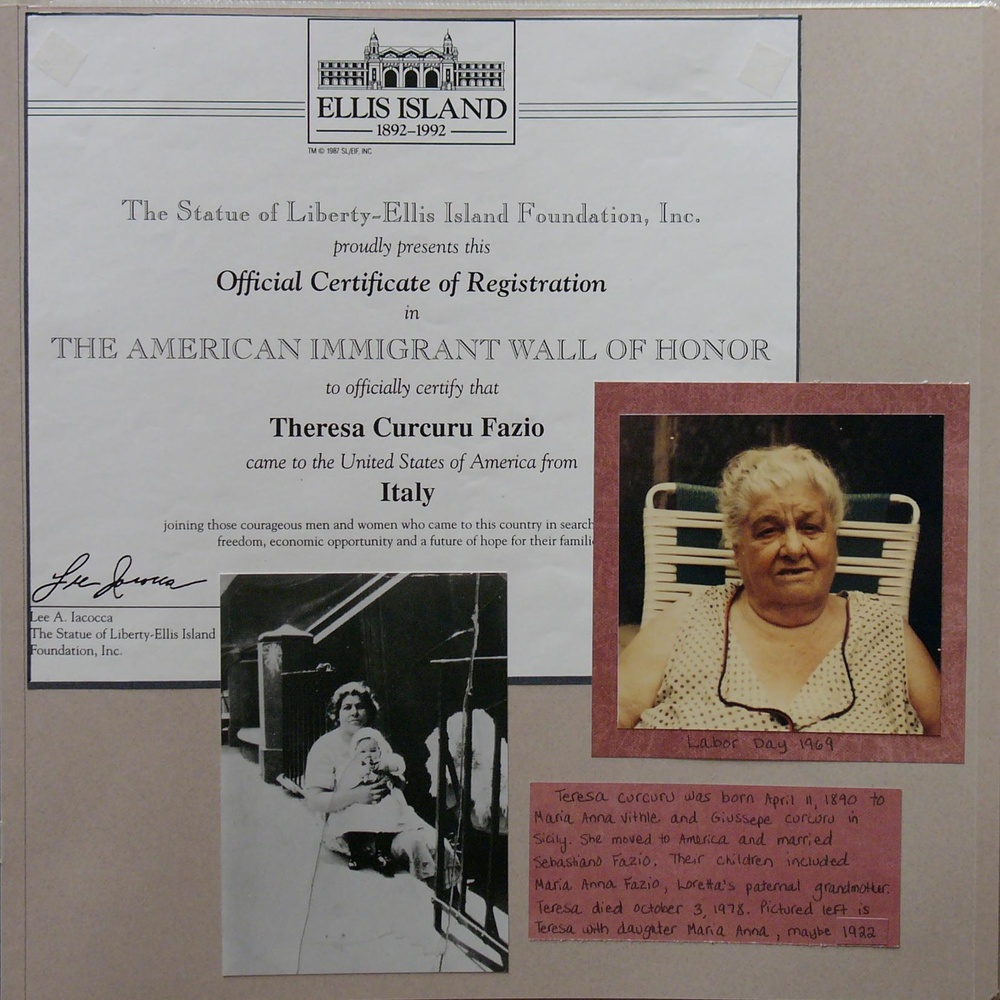 ELLIS ISLAND
1892–1992
TM © 1987 SL/EIF, INC.
The Statue of Liberty-Ellis Island Foundation, Inc.
proudly presents this
Official Certificate of Registration
in
THE AMERICAN IMMIGRANT WALL OF HONOR
to officially certify that
Theresa Curcuru Fazio
came to the United States of America from
Italy
joining those courageous men and women who came to this country in search
freedom, economic opportunity and a future of hope for their
Lee Iacocca
Lee A. Iacocca
The Statue of Liberty-Ellis Island
Foundation, Inc.
Labor Day 1969
Teresa curcuru was born April 11, 1890 to
Maria Anna Vithle and Giussepe curcuru in
Sicily. She moved to America and married
Sebastiano Fazio. Their children included
Maria Anna Fazio, Loretta's paternal grandmother.
Teresa died october 3, 1978. Pictured left is
Teresa with daugater Maria Anna, maybe 1922